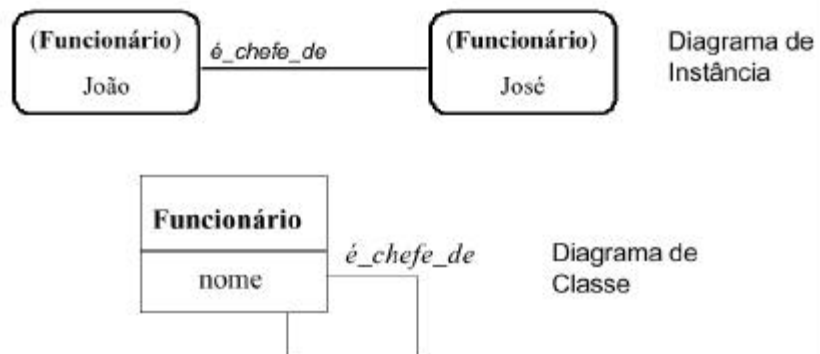 (Funcionário)
João
é_chefe_de
(Funcionário)
José
Diagrama de
Instância
Funcionário
nome
é_chefe_de
Diagrama de
Classe